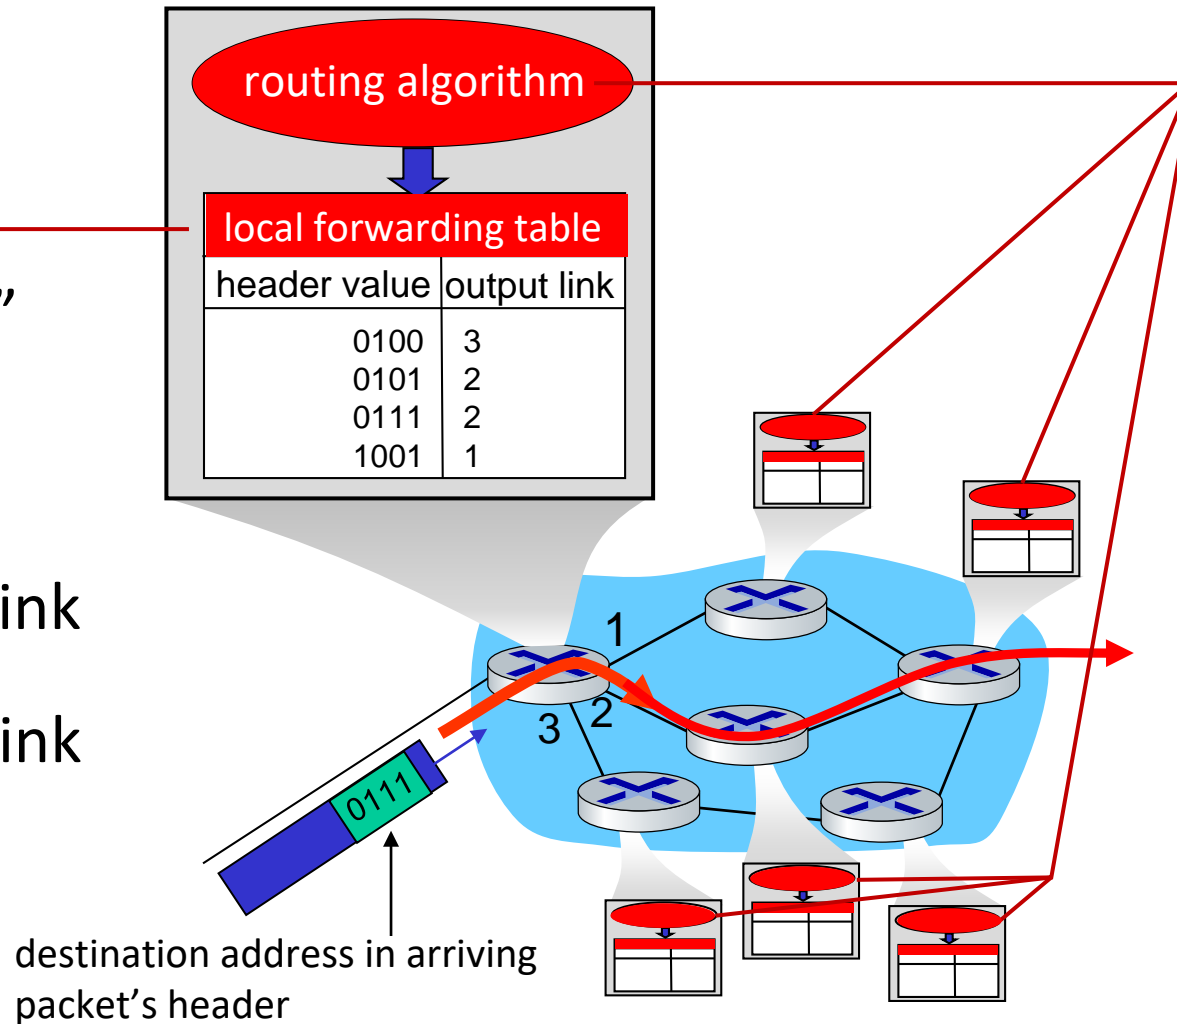 routing algorithm
local forwarding table
header value output link
0100 3
0101 2
0111 2
1001 1
”
ink
ink
1
2
3
0111
destination address in arriving
packet’s header